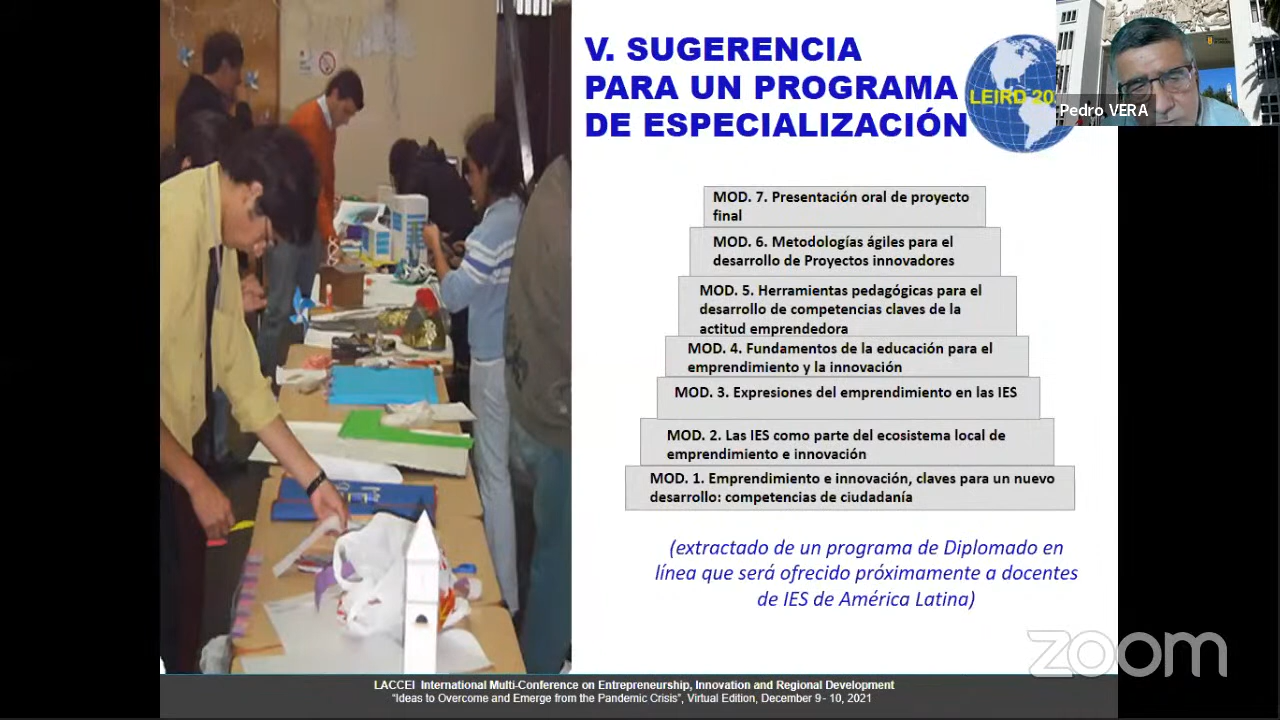 V. SUGERENCIA
PARA UN PROGRAMA
DE ESPECIALIZACIÓN
LEIRD 20
Pedro VERA
MOD. 7. Presentación oral de proyecto
final
MOD. 6. Metodologías ágiles para el
desarrollo de Proyectos innovadores
MOD. 5. Herramientas pedagógicas para el
desarrollo de competencias claves de la
actitud emprendedora
MOD. 4. Fundamentos de la educación para el
emprendimiento y la innovación
MOD. 3. Expresiones del emprendimiento en las IES
MOD. 2. Las IES como parte del ecosistema local de
emprendimiento e innovación
MOD. 1. Emprendimiento e innovación, claves para un nuevo
desarrollo: competencias de ciudadanía
(extractado de un programa de Diplomado en
línea que será ofrecido próximamente a docentes
de IES de América Latina)
zoom
LACCEI International Multi-Conference on Entrepreneurship, Innovation and Regional Development
"Ideas to Overcome and Emerge from the Pandemic Crisis", Virtual Edition, December 9- 10, 2021